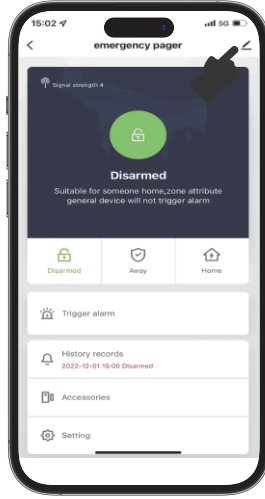 15:02
5G
emergency pager
Signal strength 4
Disarmed
Suitable for someone home,zone attribute
general device will not trigger alarm
Disarmed
Away
Home
Trigger alarm
History records
2022-12-01 15:00 Disarmed
Accessories
Setting